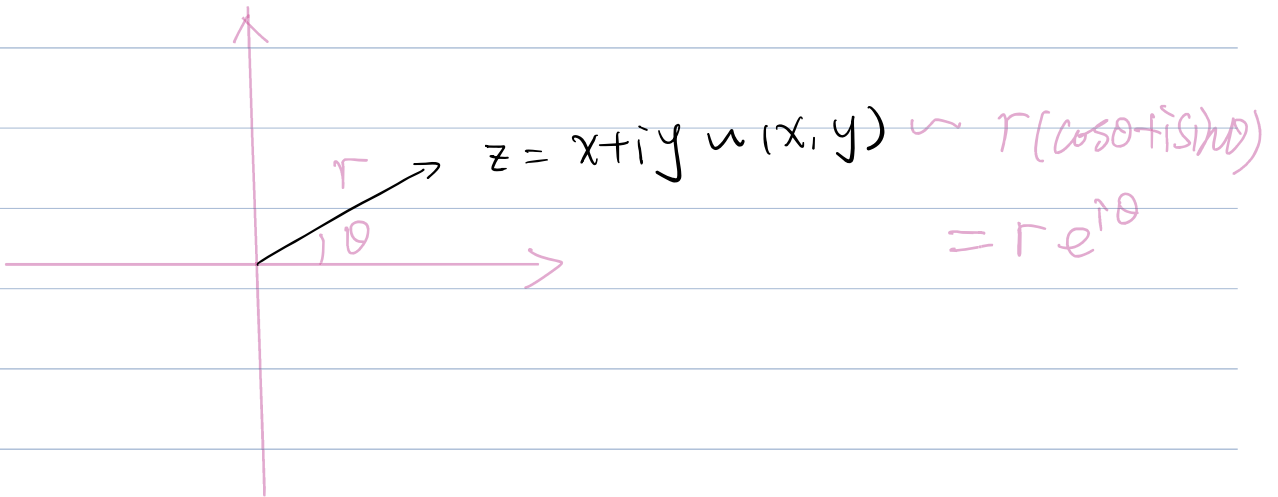 z = x+iy ~ (x, y) ~ r(cosθ+isinθ)
r
θ
= re^{iθ}